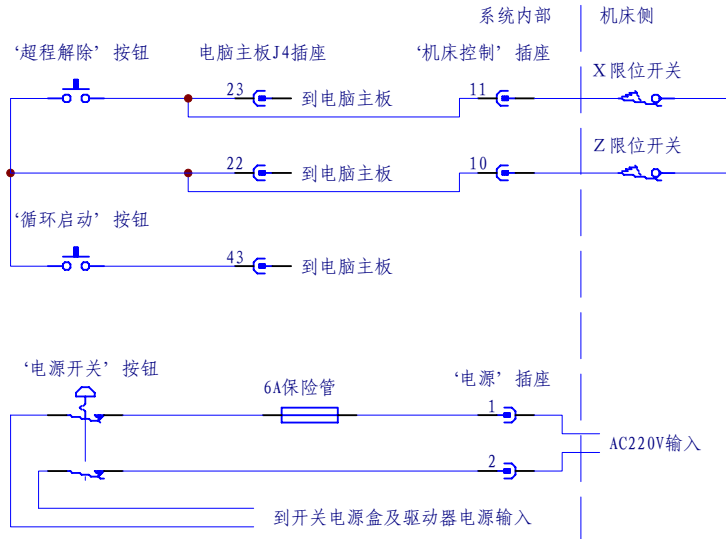 系统内部
机床侧
‘超程解除’按钮
电脑主板J4插座
‘机床控制’插座
X限位开关
23
到电脑主板
11
Z限位开关
22
到电脑主板
10
‘循环启动’按钮
43
到电脑主板
‘电源开关’按钮
6A保险管
‘电源’插座
1
AC220V输入
2
到开关电源盒及驱动器电源输入